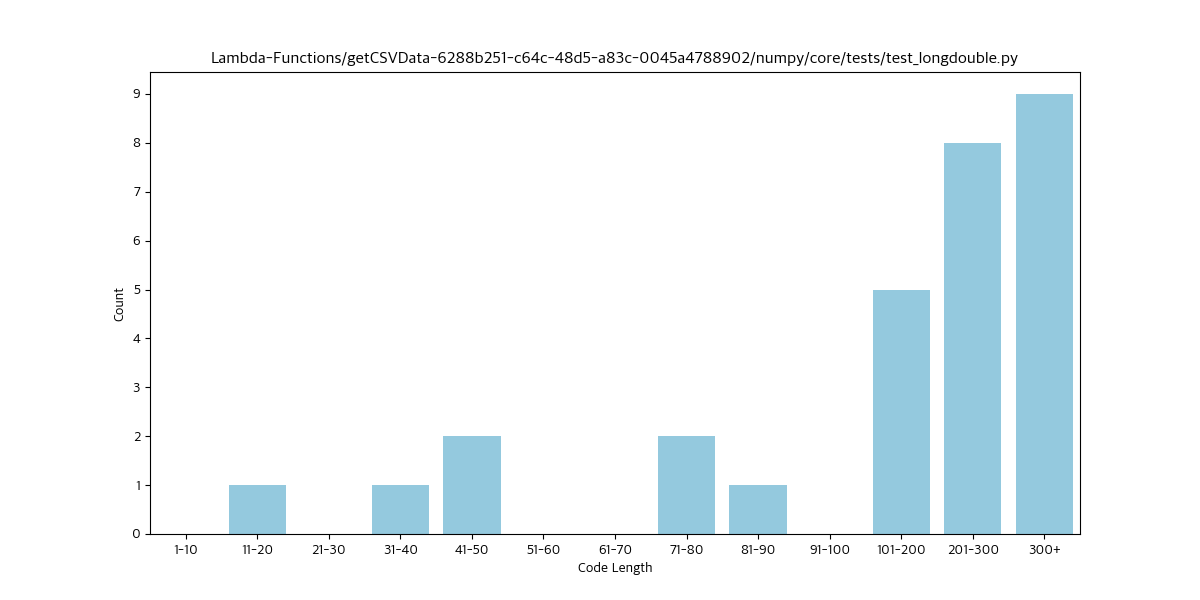 Lambda-Functions/getCSVData-6288b251-c64c-48d5-a83c-0045a4788902/numpy/core/tests/test_longdouble.py
9
8
7
6
5
4
3
2
1
0
Count
1-10 11-20 21-30 31-40 41-50 51-60 61-70 71-80 81-90 91-100 101-200 201-300 300+
Code Length